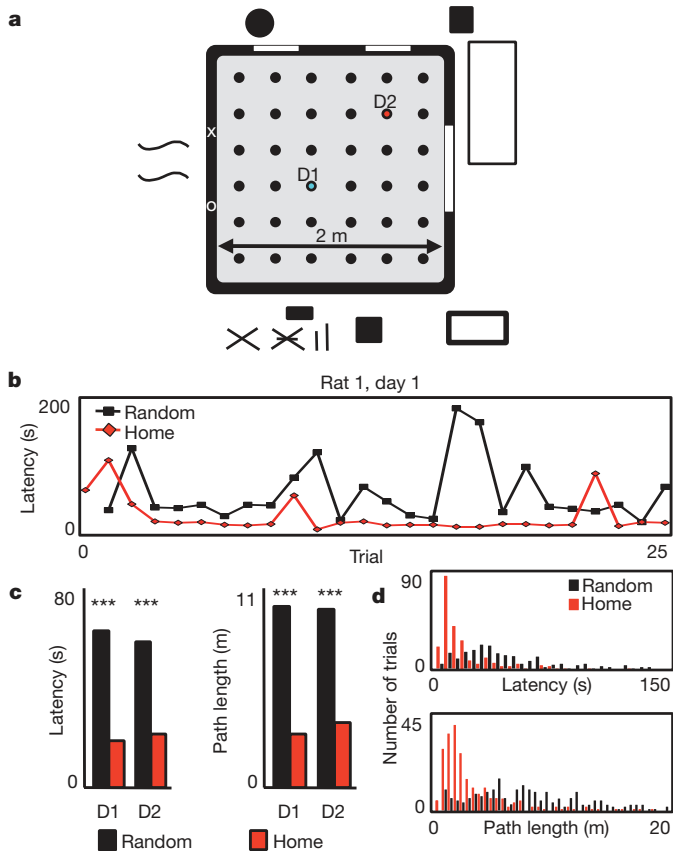 a
D2
x
D1
o
2 m
b
Rat 1, day 1
200
Random
Home
Latency (s)
0
0
Trial
25
c
80
Latency (s)
0
*** ***
D1 D2
11
Path length (m)
0
*** ***
D1 D2
Random
Home
d
90
Random
Home
Number of trials
0
0
Latency (s)
150
45
0
0
Path length (m)
20